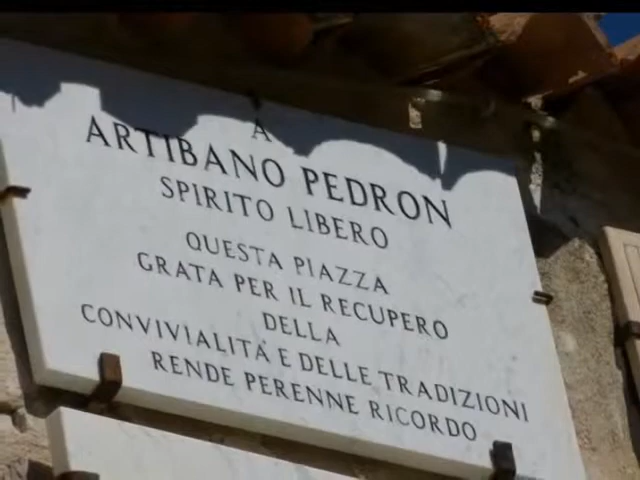 A
ARTIBANO PEDRON
SPIRITO LIBERO
QUESTA PIAZZA
GRATA PER IL RECUPERO
DELLA
CONVIVIALITÀ E DELLE TRADIZIONI
RENDE PERENNE RICORDO